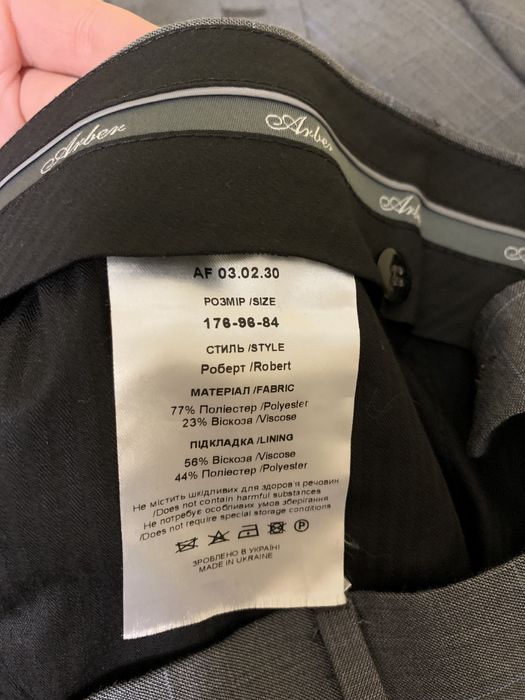 Arber
Arber
AF 03.02.30
РОЗМІР /SIZE
176-96-84
СТИЛЬ /STYLE
Роберт /Robert
МАТЕРІАЛ /FABRIC
77% Поліестер /Polyester
23% Віскоза /Viscose
ПІДКЛАДКА /LINING
56% Віскоза /Viscose
44% Поліестер /Polyester
Не містить шкідливих для здоров'я речовин
/Does not contain harmful substances
Не потребує особливих умов зберігання
/Does not require special storage conditions
P
ЗРОБЛЕНО В УКРАЇНІ
MADE IN UKRAINE